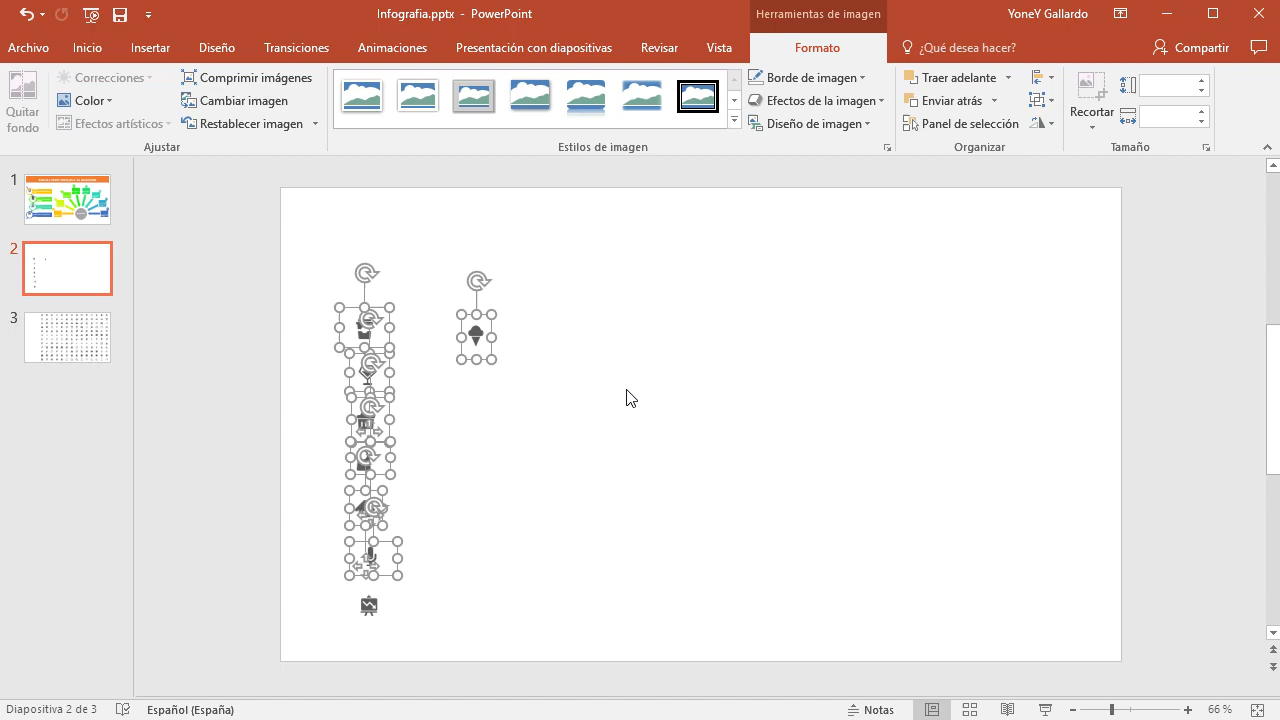 Infografia.pptx - PowerPoint
Herramientas de imagen
YoneY Gallardo
Archivo
Inicio
Insertar
Diseño
Transiciones
Animaciones
Presentación con diapositivas
Revisar
Vista
Formato
¿Qué desea hacer?
Compartir
Quitar
fondo
Correcciones
Color
Efectos artísticos
Comprimir imágenes
Cambiar imagen
Restablecer imagen
Ajustar
Estilos de imagen
Borde de imagen
Efectos de la imagen
Diseño de imagen
Traer adelante
Enviar atrás
Panel de selección
Organizar
Recortar
Tamaño
1
2
3
Diapositiva 2 de 3
Español (España)
Notas
66 %